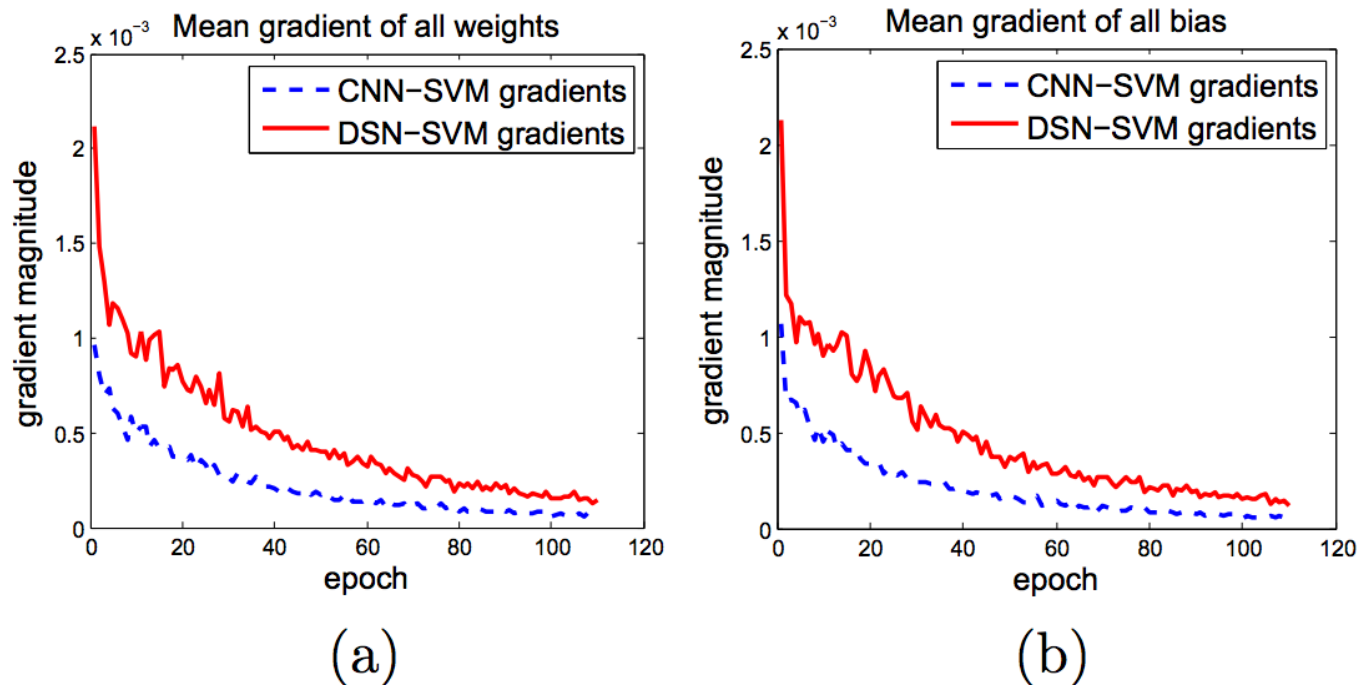 x 10⁻³ Mean gradient of all weights
2.5
2
1.5
1
0.5
0
0 20 40 60 80 100 120
gradient magnitude
epoch
CNN−SVM gradients
DSN−SVM gradients
(a)
x 10⁻³ Mean gradient of all bias
2.5
2
1.5
1
0.5
0
0 20 40 60 80 100 120
gradient magnitude
epoch
CNN−SVM gradients
DSN−SVM gradients
(b)